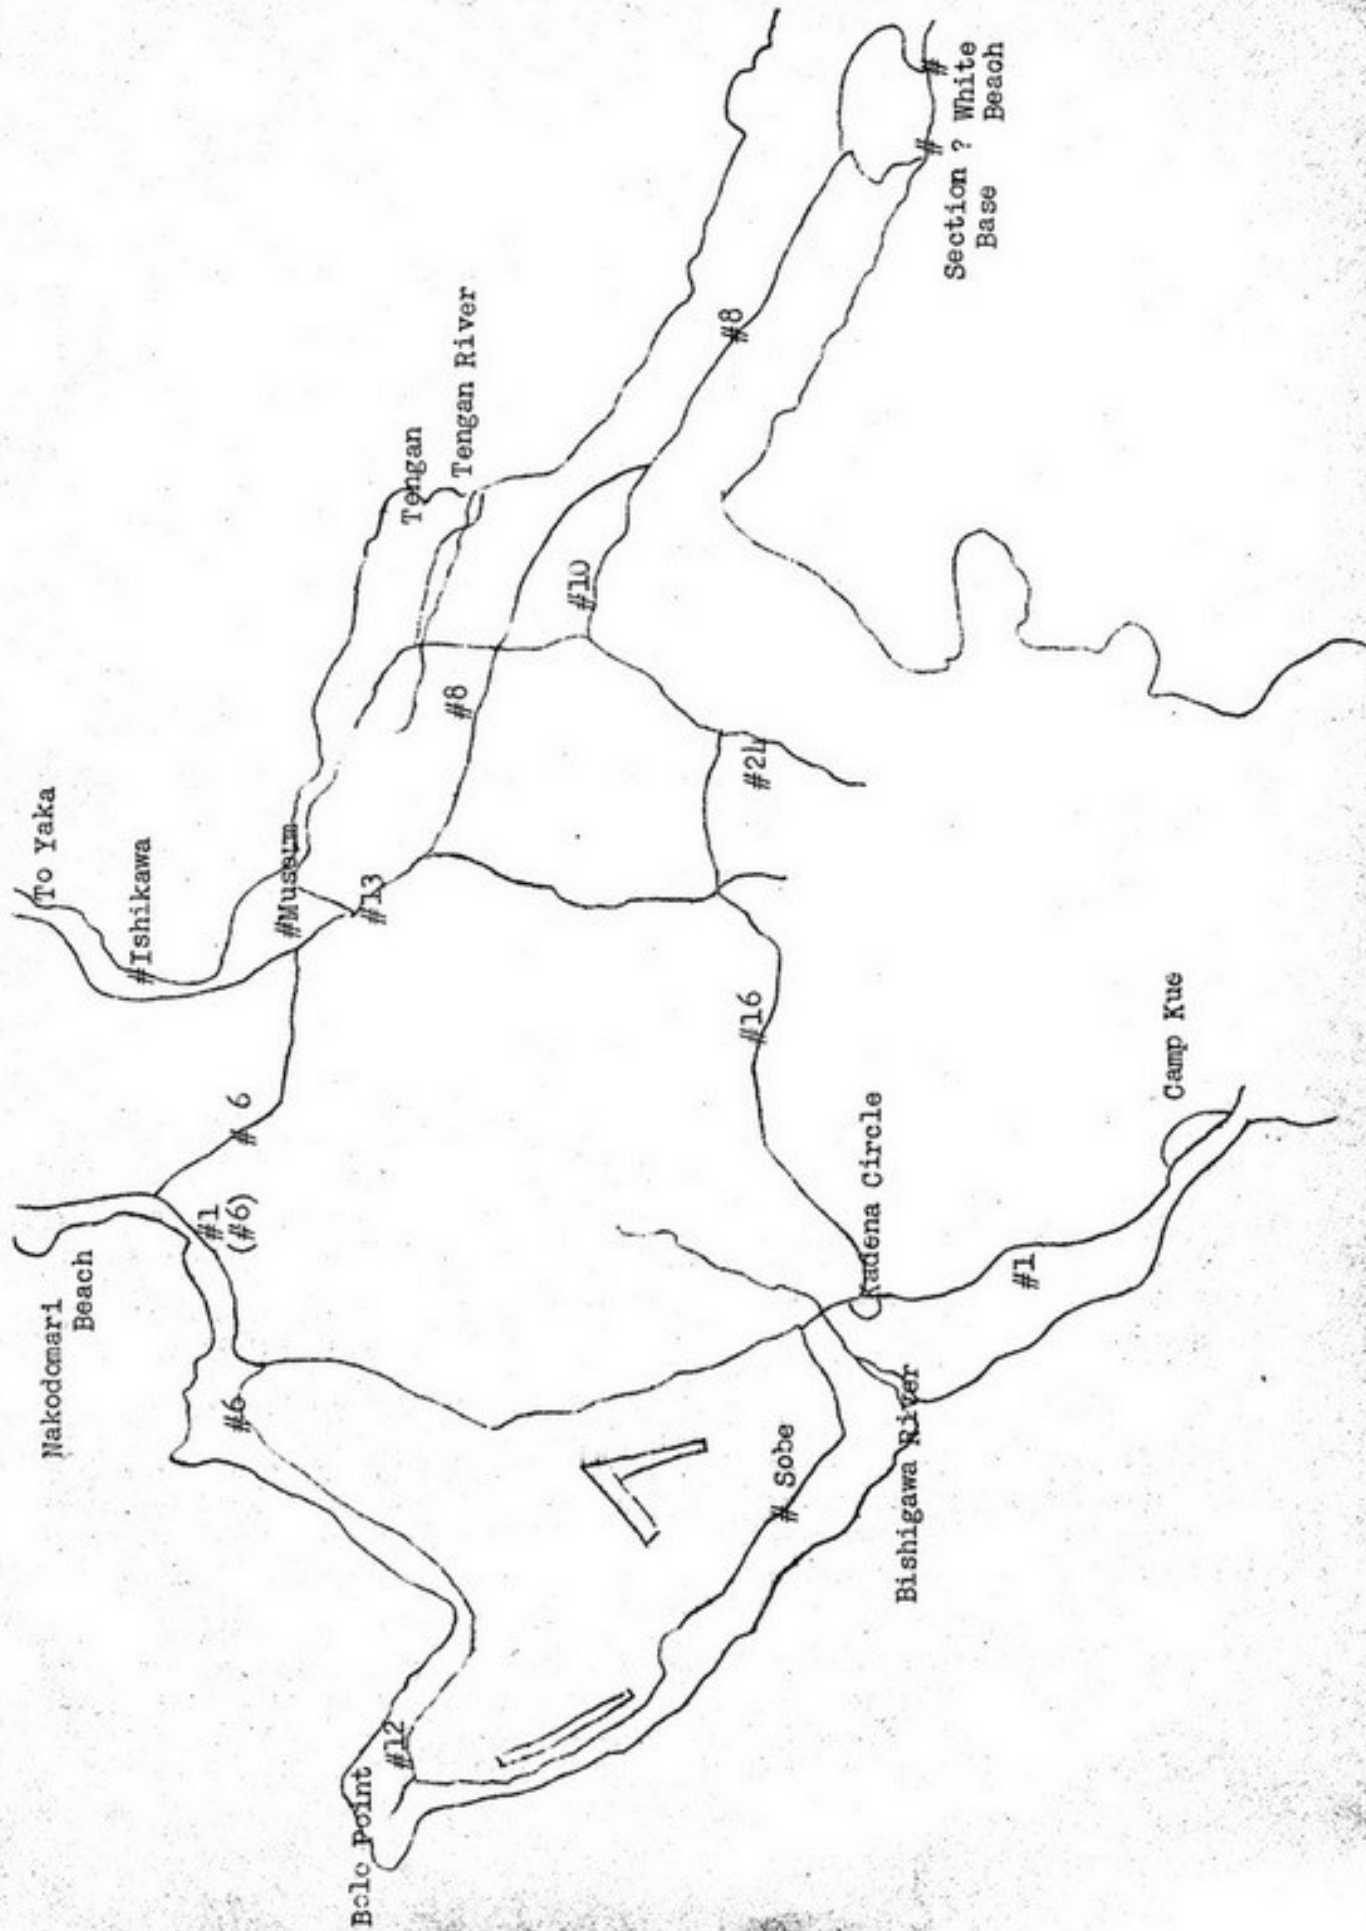 Nakodomari
Beach
To Yaka
#Ishikawa
#1
(#6)
# 6
#Museum
#13
Tengan
Tengan River
#6
#8
#12
Bolo Point
#10
#8
#16
#24
# Sobe
Kadena Circle
Bishigawa River
#1
Camp Kue
#
#
Section ? White
Base
Beach